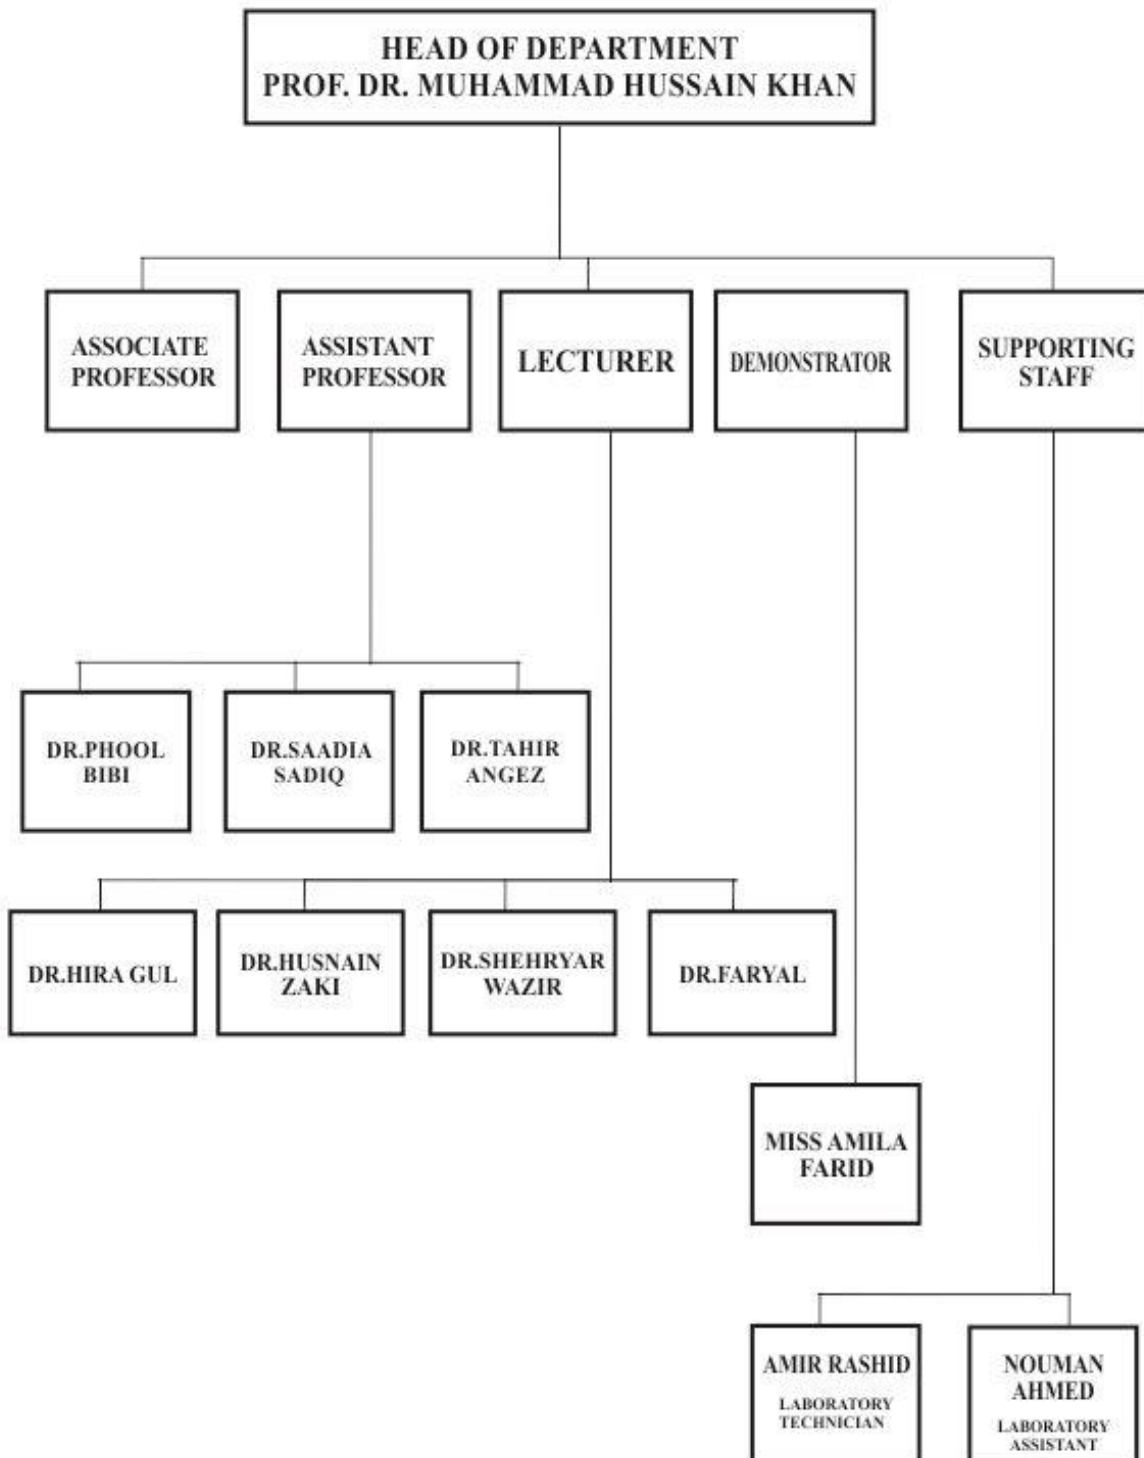 HEAD OF DEPARTMENT
PROF. DR. MUHAMMAD HUSSAIN KHAN
ASSOCIATE
PROFESSOR
ASSISTANT
PROFESSOR
LECTURER
DEMONSTRATOR
SUPPORTING
STAFF
DR.PHOOL
BIBI
DR.SAADIA
SADIQ
DR.TAHIR
ANGEZ
DR.HIRA GUL
DR.HUSNAIN
ZAKI
DR.SHEHRYAR
WAZIR
DR.FARYAL
MISS AMILA
FARID
AMIR RASHID
LABORATORY
TECHNICIAN
NOUMAN
AHMED
LABORATORY
ASSISTANT